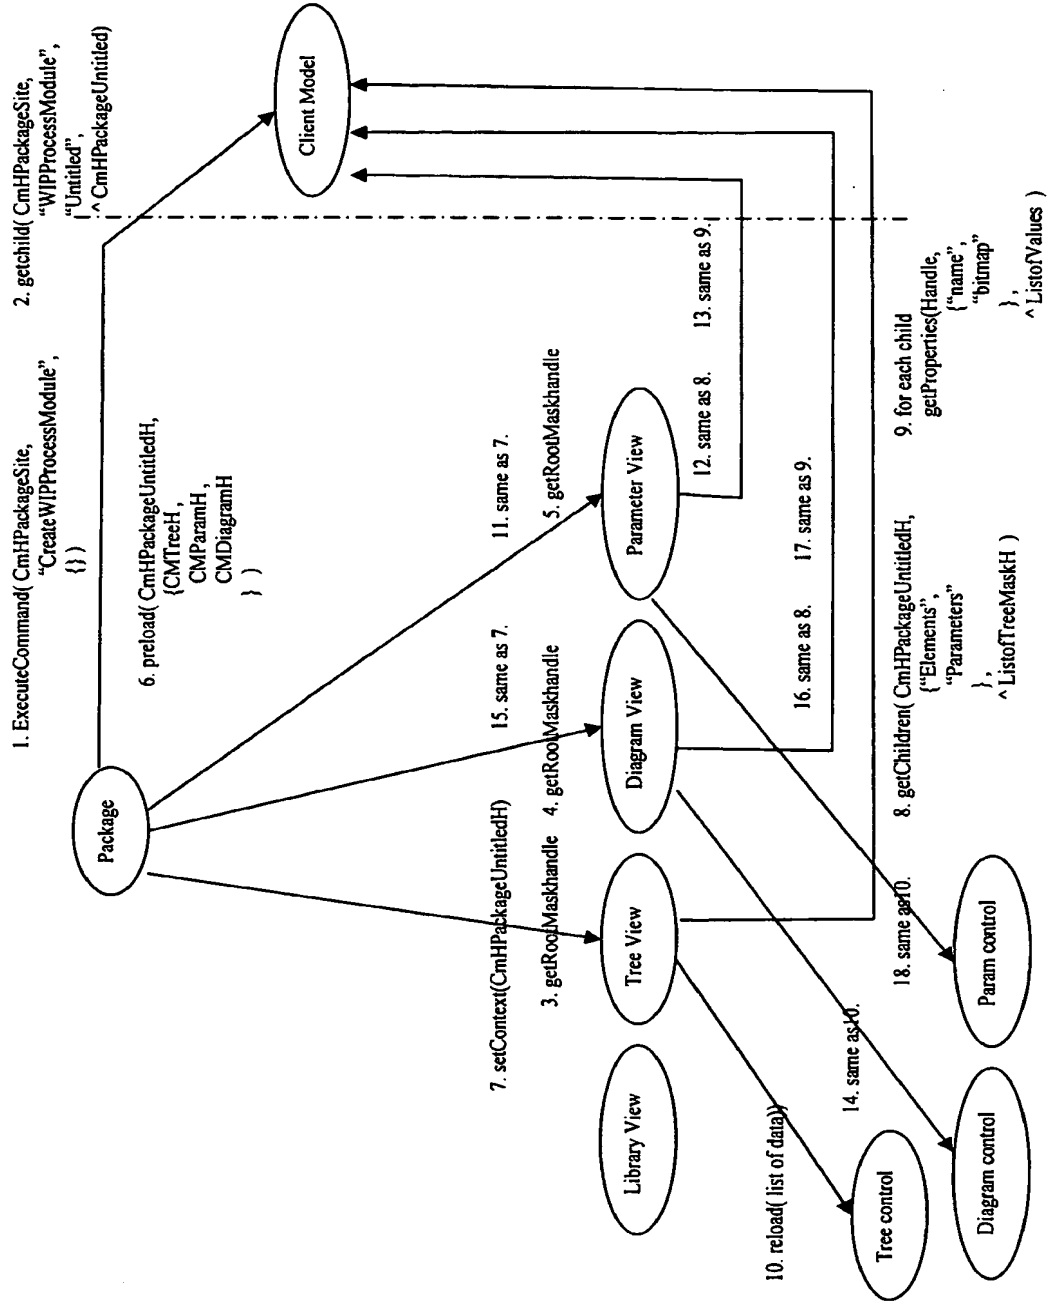 1. ExecuteCommand( CmHPackageSite,
"CreateWIPProcessModule",
{} )
2. getchild( CmHPackageSite,
"WIPProcessModule",
"Untitled",
^ CmHPackageUntitled)
Package
6. preload( CmHPackageUntitledH,
{CMTreeH,
CMParamH,
CMDiagramH
} )
Client Model
7. setContext(CmHPackageUntitledH)
15. same as 7.
11. same as 7.
3. getRootMaskhandle
4. getRootMaskhandle
5. getRootMaskhandle
Library View
Tree View
Diagram View
Parameter View
12. same as 8.
13. same as 9.
10. reload( list of data))
16. same as 8.
17. same as 9.
14. same as10.
Tree control
18. same as10.
8. getChildren( CmHPackageUntitledH,
{"Elements",
"Parameters"
},
^ ListofTreeMaskH )
9. for each child
getProperties(Handle,
{"name",
"bitmap"
},
^ ListofValues )
Diagram control
Param control